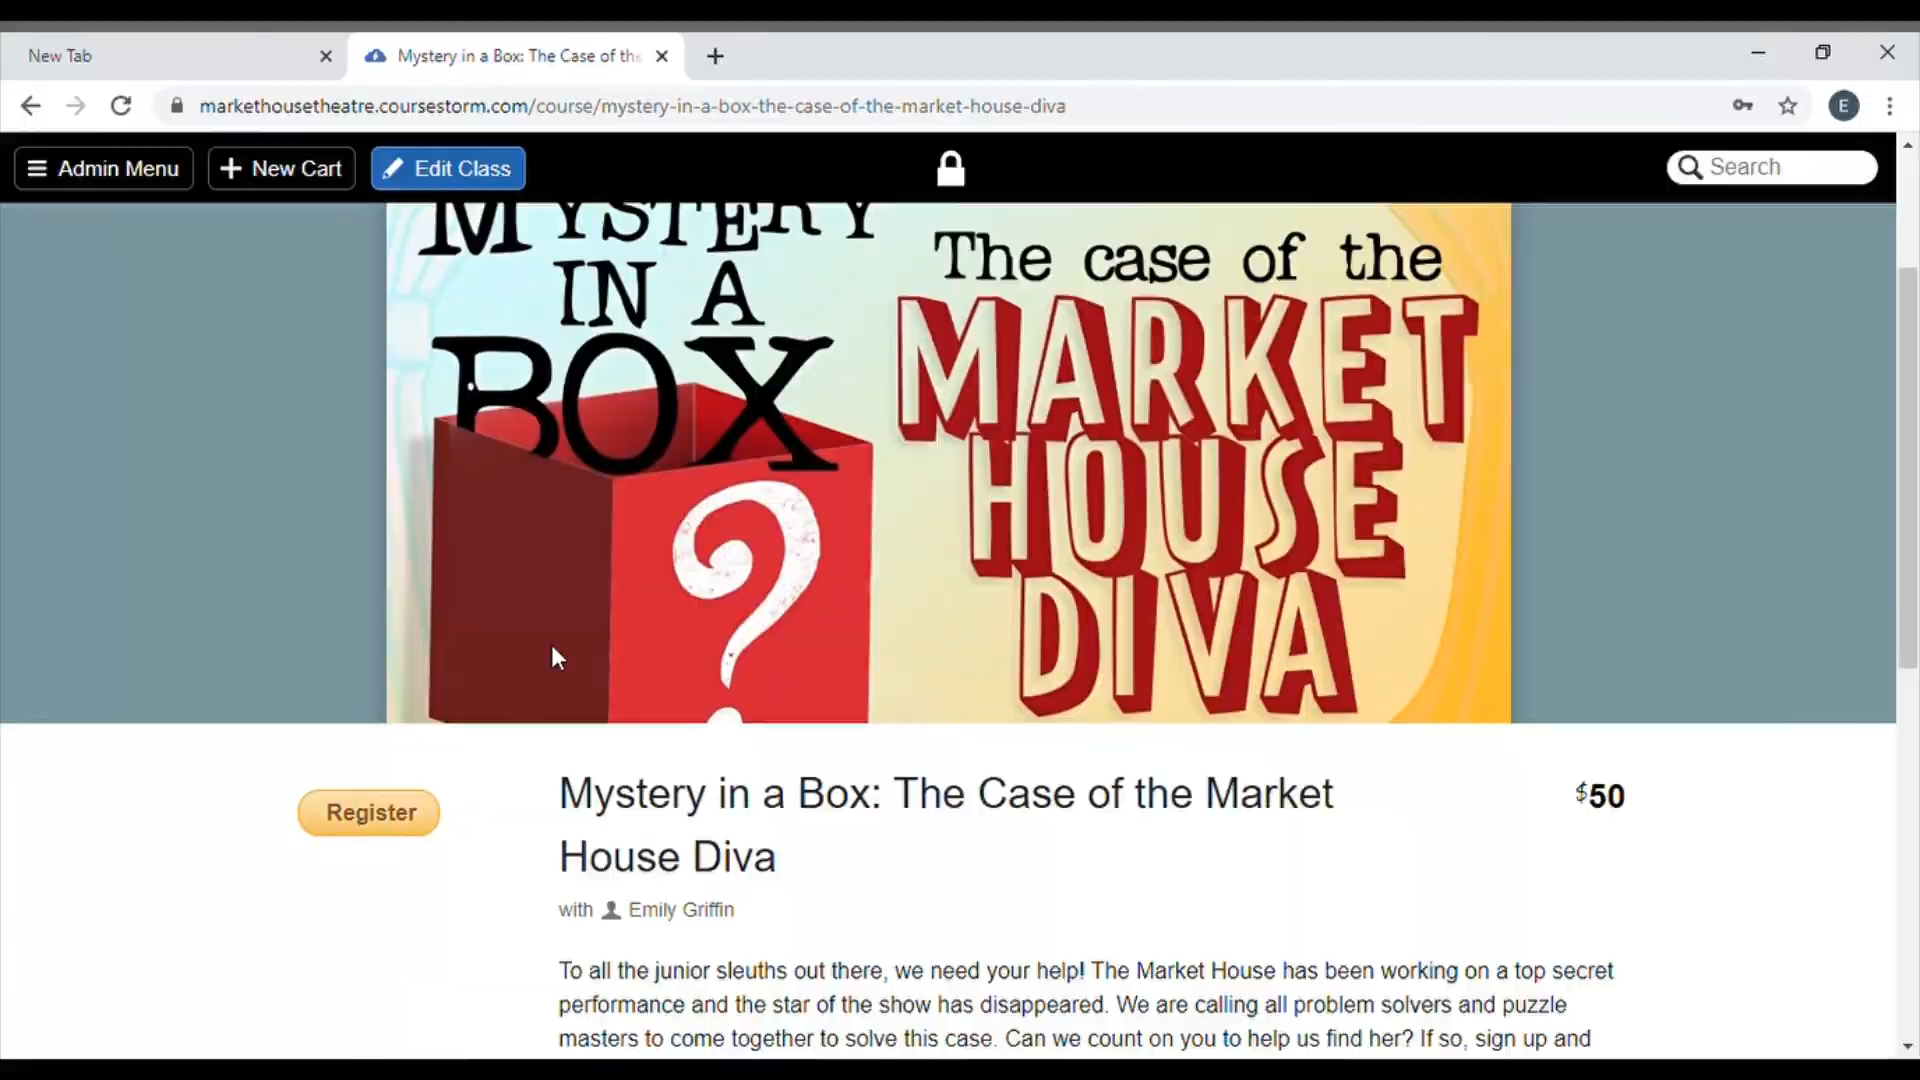 New Tab
Mystery in a Box: The Case of the
markethousetheatre.coursestorm.com/course/mystery-in-a-box-the-case-of-the-market-house-diva
E
Admin Menu
New Cart
Edit Class
Search
MYSTERY
IN A
BOX
?
The case of the
MARKET
HOUSE
DIVA
Register
Mystery in a Box: The Case of the Market
House Diva
$50
with Emily Griffin
To all the junior sleuths out there, we need your help! The Market House has been working on a top secret
performance and the star of the show has disappeared. We are calling all problem solvers and puzzle
masters to come together to solve this case. Can we count on you to help us find her? If so, sign up and